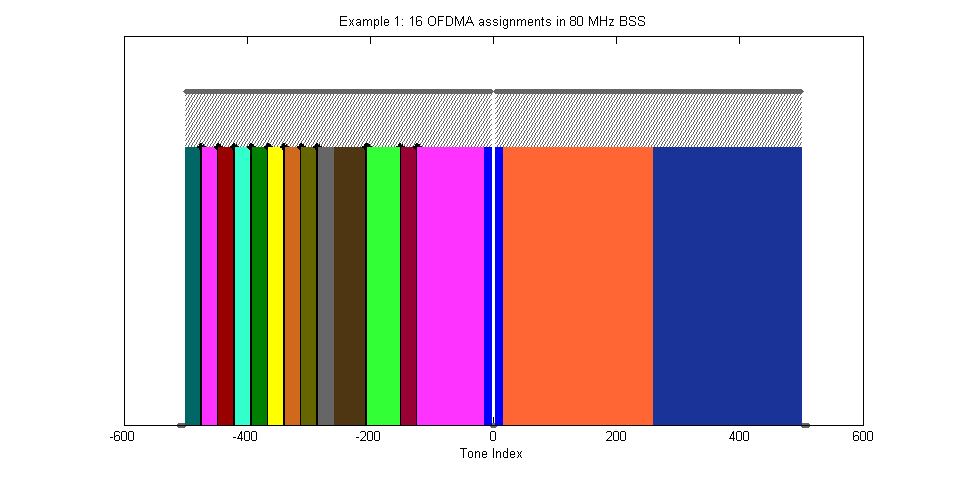 Example 1: 16 OFDMA assignments in 80 MHz BSS
-600 -400 -200 0 200 400 600
Tone Index